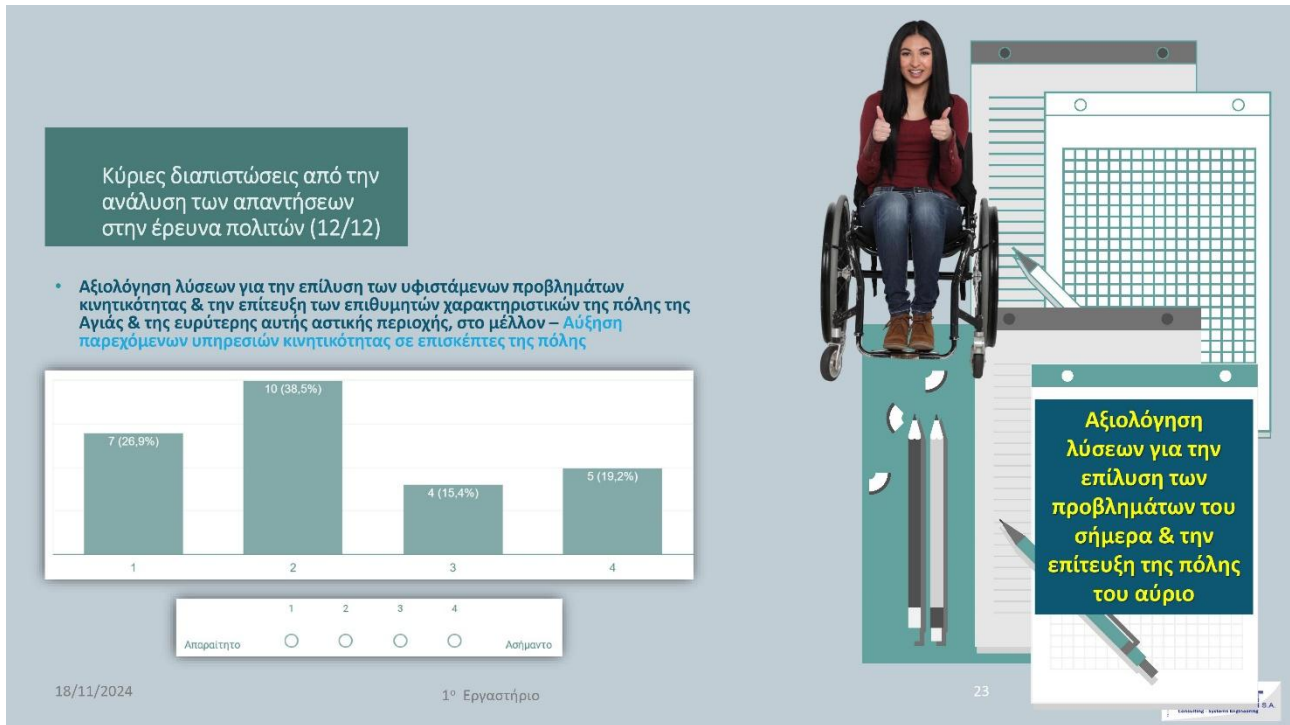 Κύριες διαπιστώσεις από την
ανάλυση των απαντήσεων
στην έρευνα πολιτών (12/12)
• Αξιολόγηση λύσεων για την επίλυση των υφιστάμενων προβλημάτων
κινητικότητας & την επίτευξη των επιθυμητών χαρακτηριστικών της πόλης της
Αγιάς & της ευρύτερης αυτής αστικής περιοχής, στο μέλλον – Αύξηση
παρεχόμενων υπηρεσιών κινητικότητας σε επισκέπτες της πόλης
7 (26,9%)
10 (38,5%)
4 (15,4%)
5 (19,2%)
1 2 3 4
1 2 3 4
Απαραίτητο Ασήμαντο
Αξιολόγηση
λύσεων για την
επίλυση των
προβλημάτων του
σήμερα & την
επίτευξη της πόλης
του αύριο
18/11/2024
1ο Εργαστήριο
23
Consulting - Systems Engineering
S.A.